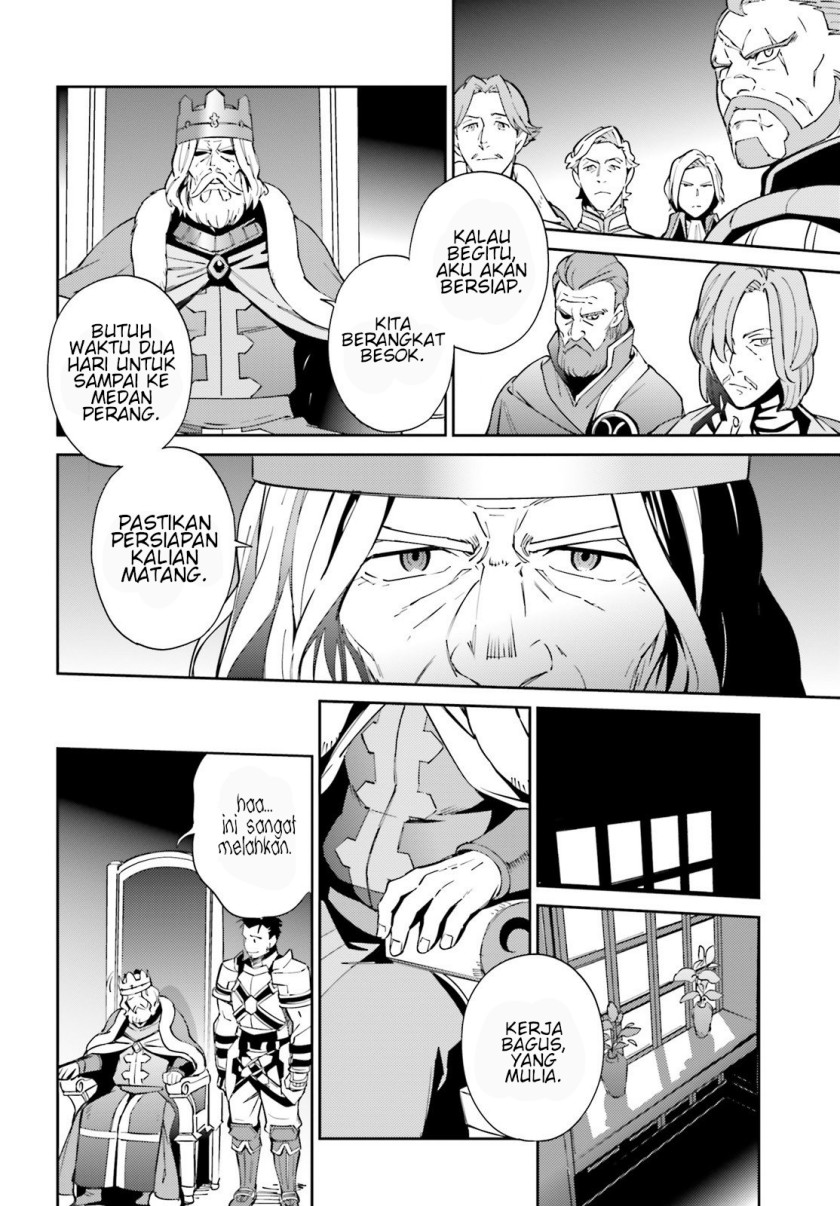 KALAU
BEGITU,
AKU AKAN
BERSIAP.
KITA
BERANGKAT
BESOK.
BUTUH
WAKTU DUA
HARI UNTUK
SAMPAI KE
MEDAN
PERANG.
PASTIKAN
PERSIAPAN
KALIAN
MATANG.
KERJA
BAGUS,
YANG
MULIA.
haa...
ini sangat
melahkan.